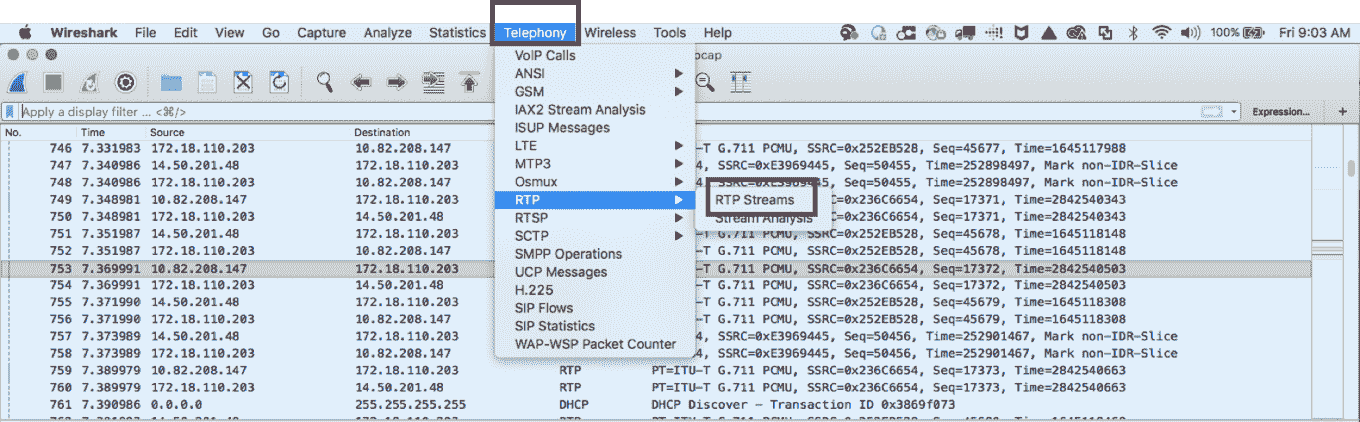 Wireshark File Edit View Go Capture Analyze Statistics Telephony Wireless Tools Help 100% Fri 9:03 AM
VoIP Calls pcap
ANSI
GSM
IAX2 Stream Analysis
Apply a display filter ... <⌘/> Expression... +
ISUP Messages
No. Time Source Destination
LTE
746 7.331983 172.18.110.203 10.82.208.147 -T G.711 PCMU, SSRC=0x252EB528, Seq=45677, Time=1645117988
MTP3
747 7.340986 14.50.201.48 172.18.110.203 4, SSRC=0xE3969445, Seq=50455, Time=252898497, Mark non-IDR-Slice
Osmux
748 7.340986 172.18.110.203 10.82.208.147 4, SSRC=0xE3969445, Seq=50455, Time=252898497, Mark non-IDR-Slice
RTP RTP Streams
749 7.348981 10.82.208.147 172.18.110.203 C=0x236C6654, Seq=17371, Time=2842540343
RTSP Stream Analysis
750 7.348981 172.18.110.203 14.50.201.48 C=0x236C6654, Seq=17371, Time=2842540343
SCTP
751 7.351987 14.50.201.48 172.18.110.203 -T G.711 PCMU, SSRC=0x252EB528, Seq=45678, Time=1645118148
SMPP Operations
752 7.351987 172.18.110.203 10.82.208.147 -T G.711 PCMU, SSRC=0x252EB528, Seq=45678, Time=1645118148
UCP Messages
753 7.369991 10.82.208.147 172.18.110.203 -T G.711 PCMU, SSRC=0x236C6654, Seq=17372, Time=2842540503
H.225
754 7.369991 172.18.110.203 14.50.201.48 -T G.711 PCMU, SSRC=0x236C6654, Seq=17372, Time=2842540503
SIP Flows
755 7.371990 14.50.201.48 172.18.110.203 -T G.711 PCMU, SSRC=0x252EB528, Seq=45679, Time=1645118308
756 7.371990 172.18.110.203 10.82.208.147 -T G.711 PCMU, SSRC=0x252EB528, Seq=45679, Time=1645118308
SIP Statistics
757 7.373989 14.50.201.48 172.18.110.203 4, SSRC=0xE3969445, Seq=50456, Time=252901467, Mark non-IDR-Slice
WAP-WSP Packet Counter
758 7.373989 172.18.110.203 10.82.208.147 4, SSRC=0xE3969445, Seq=50456, Time=252901467, Mark non-IDR-Slice
759 7.389979 10.82.208.147 172.18.110.203 RTP PT=ITU-T G.711 PCMU, SSRC=0x236C6654, Seq=17373, Time=2842540663
760 7.389979 172.18.110.203 14.50.201.48 RTP PT=ITU-T G.711 PCMU, SSRC=0x236C6654, Seq=17373, Time=2842540663
761 7.390986 0.0.0.0 255.255.255.255 DHCP DHCP Discover - Transaction ID 0x3869f073